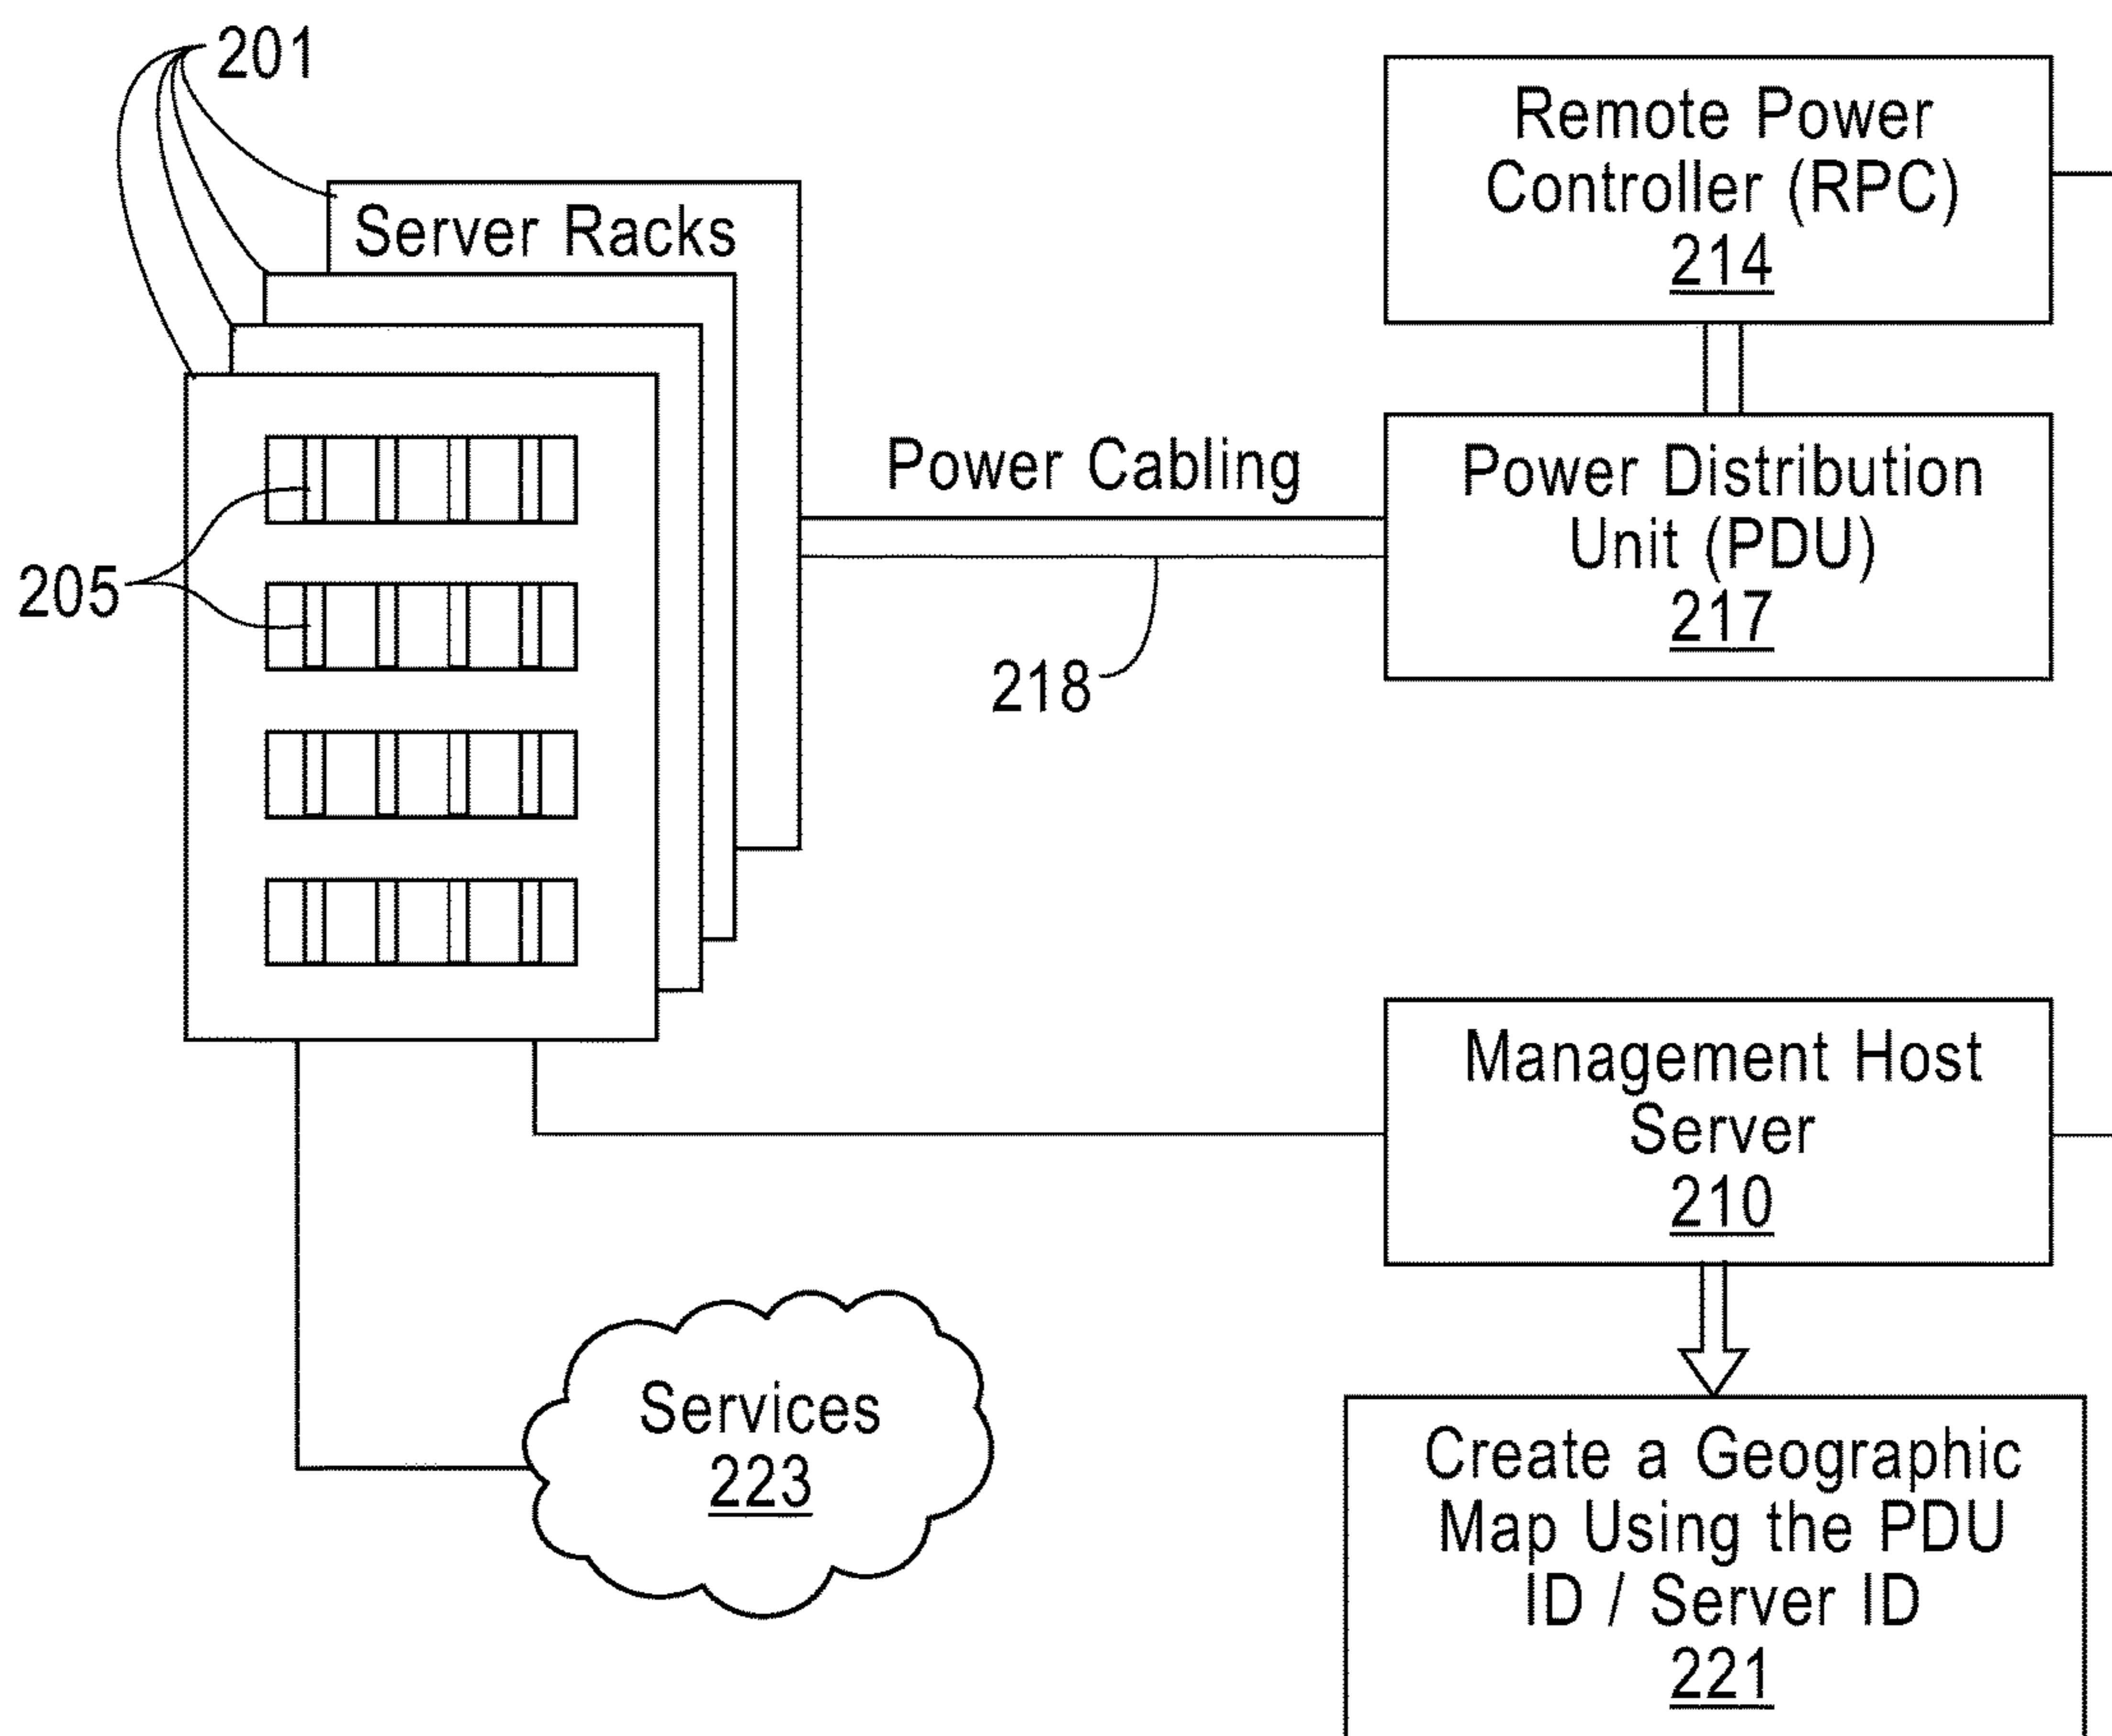 201
Server Racks
205
Power Cabling
218
Remote Power
Controller (RPC)
214
Power Distribution
Unit (PDU)
217
Management Host
Server
210
Services
223
Create a Geographic
Map Using the PDU
ID / Server ID
221